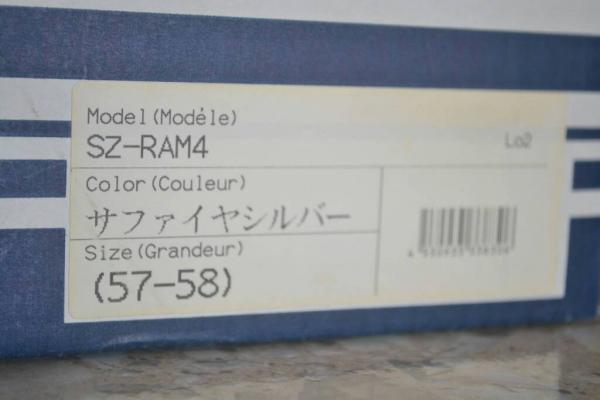 Model(Modéle)
SZ-RAM4
Lo2
Color(Couleur)
サファイヤシルバー
Size(Grandeur)
(57-58)